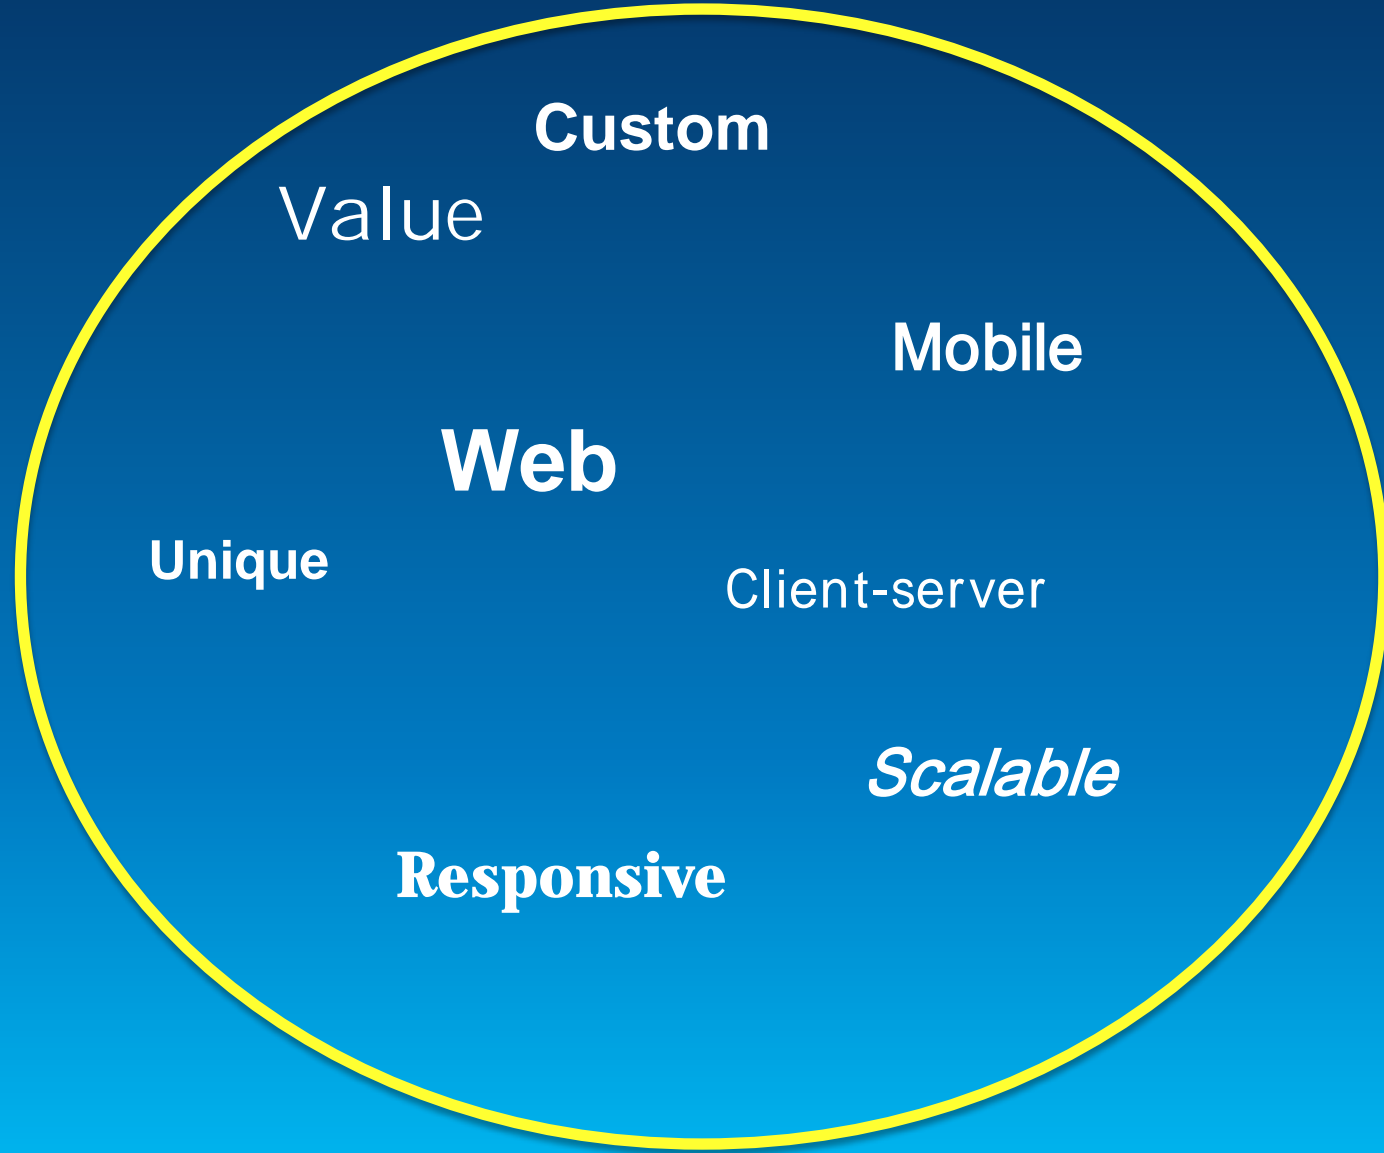 Custom
Value
Mobile
Web
Unique
Client-server
Scalable
Responsive